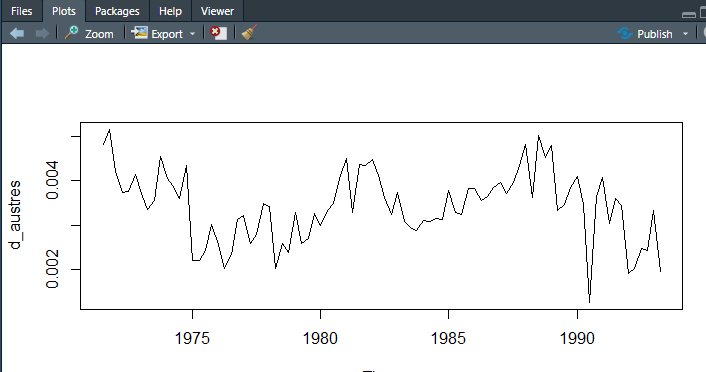 Files Plots Packages Help Viewer
Zoom Export Publish
d_austres
0.004
0.002
1975 1980 1985 1990